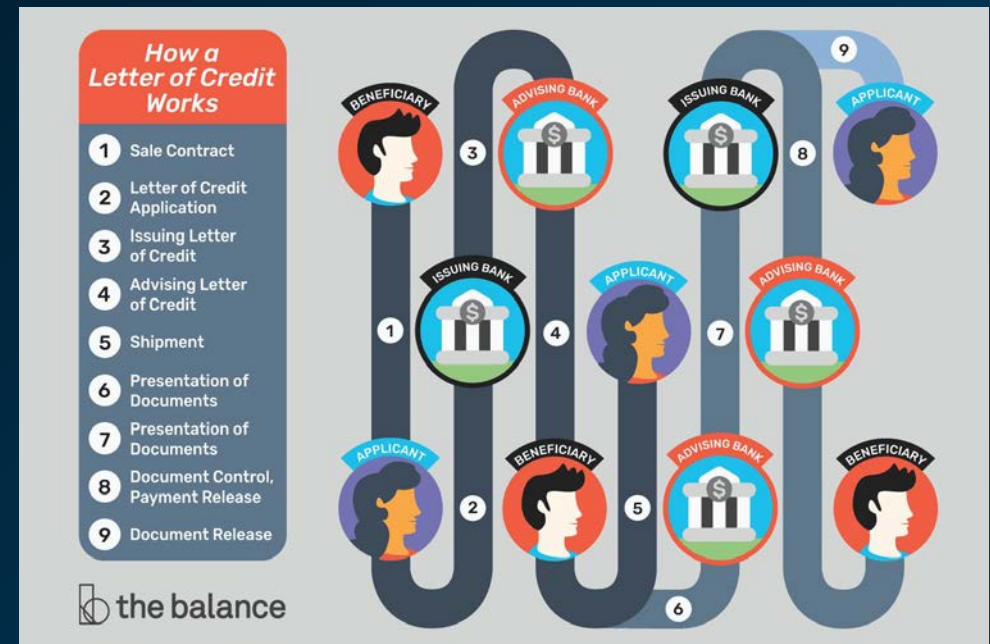 How a
Letter of Credit
Works
1 Sale Contract
2 Letter of Credit
Application
3 Issuing Letter
of Credit
4 Advising Letter
of Credit
5 Shipment
6 Presentation of
Documents
7 Presentation of
Documents
8 Document Control,
Payment Release
9 Document Release
the balance
9
BENEFICIARY
ADVISING BANK
ISSUING BANK
APPLICANT
$
$
3
8
ISSUING BANK
APPLICANT
ADVISING BANK
$
$
1
4
7
APPLICANT
BENEFICIARY
ADVISING BANK
BENEFICIARY
$
2
5
6